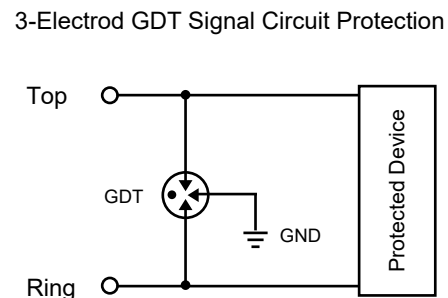 3-Electrod GDT Signal Circuit Protection
Top
GDT
GND
Protected Device
Ring